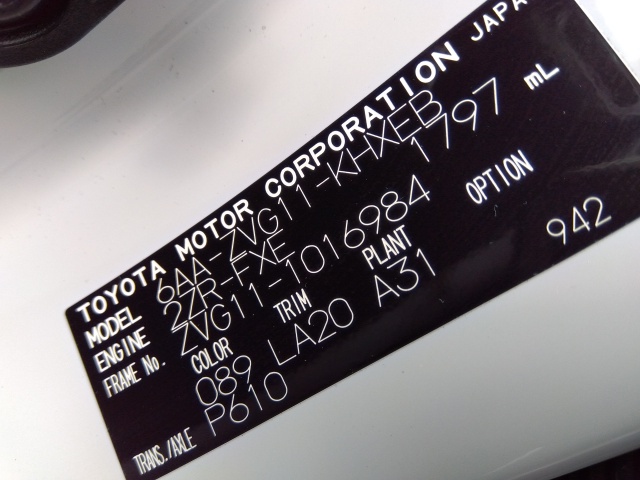 TOYOTA MOTOR CORPORATION JAPA
MODEL 6AA-ZVG11-KHXEB
ENGINE 2ZR-FXE 1797 mL
FRAME No. ZVG11-1016984
COLOR TRIM PLANT OPTION
089 LA20 A31 942
TRANS./AXLE P610